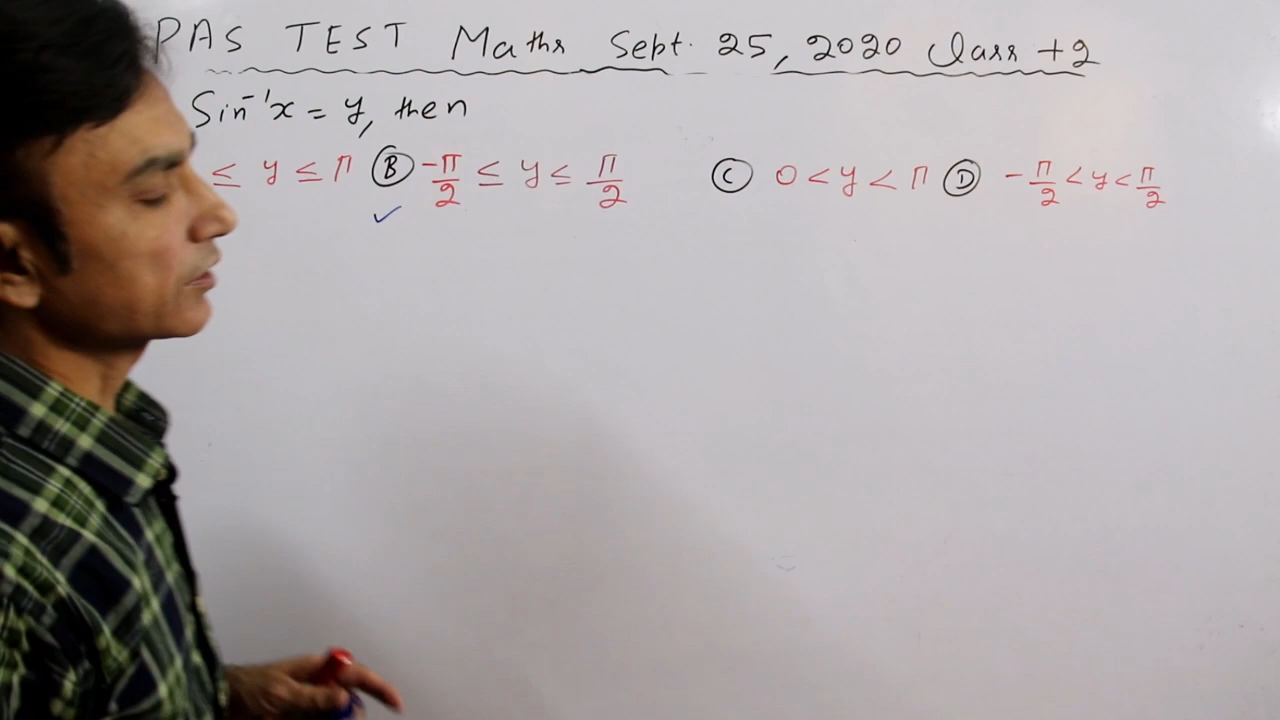 PAS TEST Maths Sept. 25, 2020 Class +2
Sin⁻¹x = y, then
≤ y ≤ π (B) -π/2 ≤ y ≤ π/2 (C) 0 < y < π (D) -π/2 < y < π/2
✓